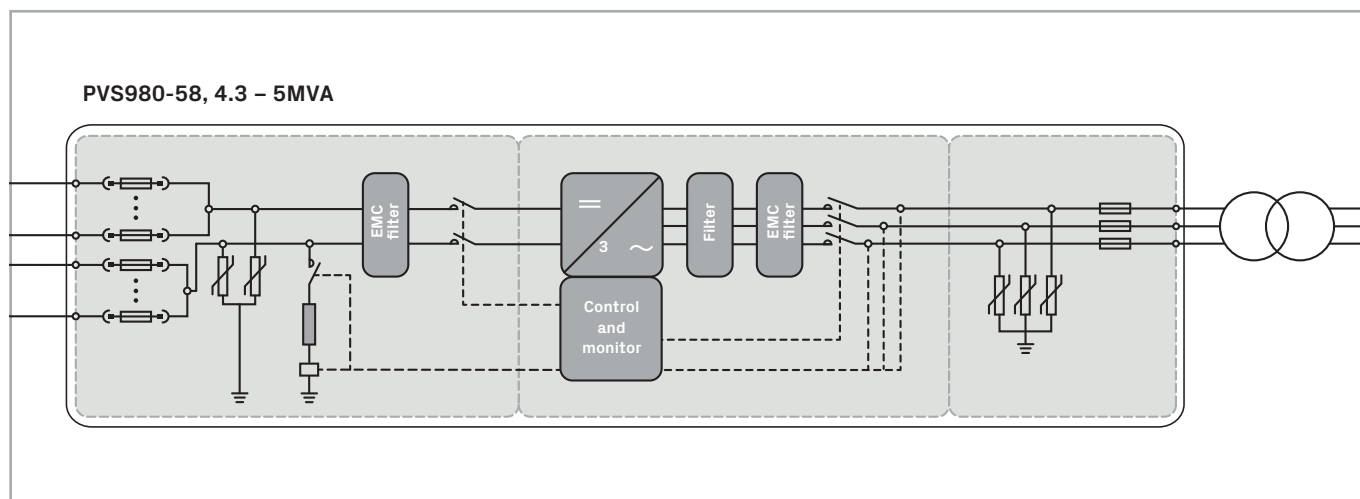 PVS980-58, 4.3 – 5MVA
EMC
filter
3
Filter
EMC
filter
Control
and
monitor